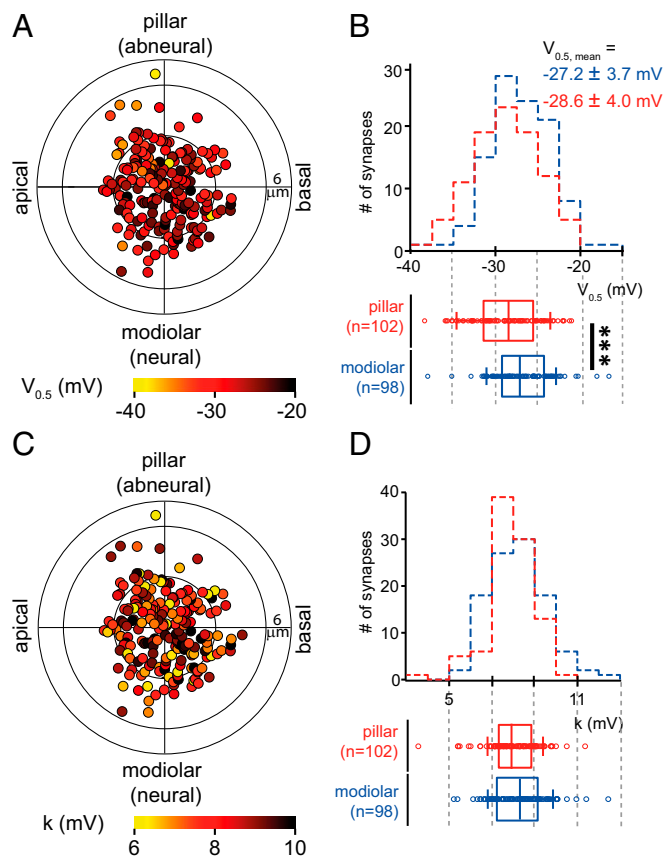 A
pillar
(abneural)
apical
6
μm
basal
modiolar
(neural)
V0.5 (mV)
-40
-30
-20
B
V0.5, mean =
-27.2 ± 3.7 mV
-28.6 ± 4.0 mV
# of synapses
30
20
10
0
-40
-30
-20
V0.5 (mV)
pillar
(n=102)
modiolar
(n=98)
***
C
pillar
(abneural)
apical
6
μm
basal
modiolar
(neural)
k (mV)
6
8
10
D
# of synapses
40
30
20
10
0
5
11
k (mV)
pillar
(n=102)
modiolar
(n=98)